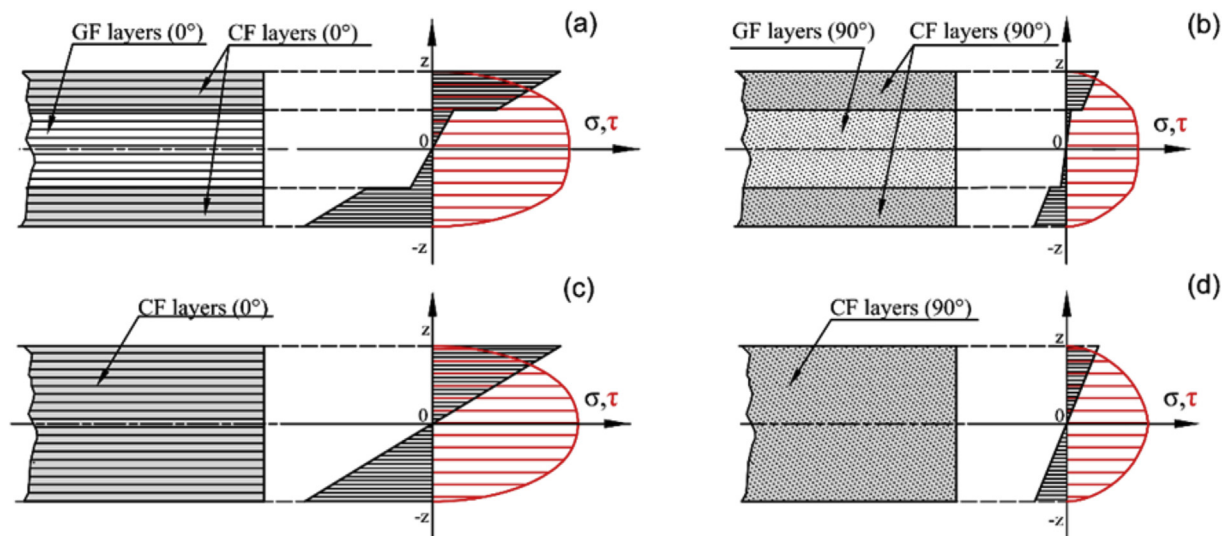 GF layers (0°) CF layers (0°) (a)
z
0
σ,τ
-z
GF layers (90°) CF layers (90°) (b)
z
0
σ,τ
-z
CF layers (0°) (c)
z
0
σ,τ
-z
CF layers (90°) (d)
z
0
σ,τ
-z